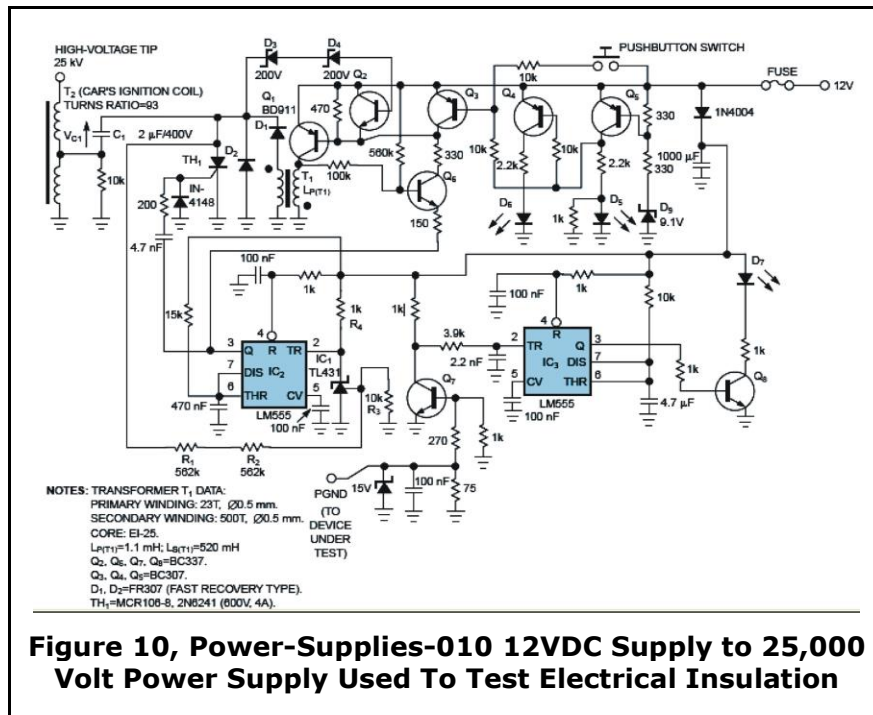 HIGH-VOLTAGE TIP
25 kV
T2 (CAR'S IGNITION COIL)
TURNS RATIO=93
VC1
C1
2 µF/400V
TH1
D2
10k
IN-
4148
200
4.7 nF
D3
200V
D4
200V
Q1
BD911
D1
Q2
470
T1
LP(T1)
100k
560k
Q3
330
Q6
150
10k
PUSHBUTTON SWITCH
Q4
10k
10k
2.2k
D6
Q5
2.2k
1k
D5
330
330
D9
9.1V
1N4004
1000 µF
FUSE
12V
15k
100 nF
1k
1k
R4
4
3
Q
R
TR
2
7
DIS
IC2
6
THR
CV
5
LM555
470 nF
100 nF
IC1
TL431
10k
R3
R1
562k
R2
562k
1k
3.9k
2.2 nF
Q7
270
1k
15V
100 nF
75
PGND
(TO
DEVICE
UNDER
TEST)
100 nF
1k
10k
4
2
TR
R
Q
3
IC3
DIS
7
5
CV
THR
6
LM555
100 nF
4.7 µF
1k
D7
1k
Q8
NOTES: TRANSFORMER T1 DATA:
PRIMARY WINDING: 23T, Ø0.5 mm.
SECONDARY WINDING: 500T, Ø0.5 mm.
CORE: EI-25.
LP(T1)=1.1 mH; LS(T1)=520 mH
Q2, Q6, Q7, Q8=BC337.
Q3, Q4, Q5=BC307.
D1, D2=FR307 (FAST RECOVERY TYPE).
TH1=MCR106-8, 2N6241 (600V, 4A).
Figure 10, Power-Supplies-010 12VDC Supply to 25,000
Volt Power Supply Used To Test Electrical Insulation